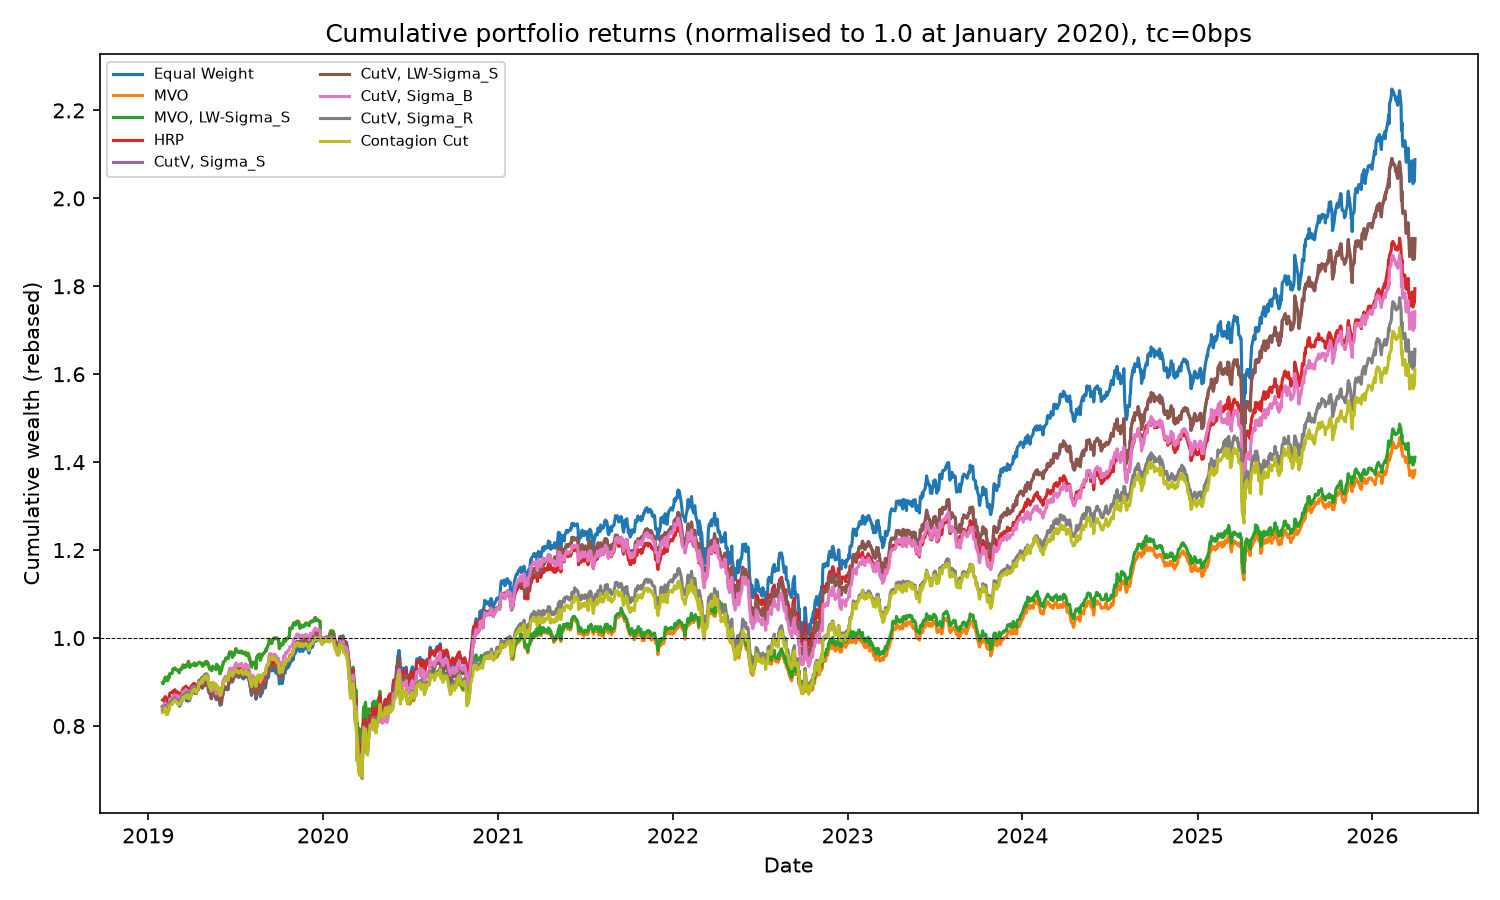 Cumulative portfolio returns (normalised to 1.0 at January 2020), tc=0bps
Equal Weight
MVO
MVO, LW-Sigma_S
HRP
CutV, Sigma_S
CutV, LW-Sigma_S
CutV, Sigma_B
CutV, Sigma_R
Contagion Cut
Cumulative wealth (rebased)
2.2
2.0
1.8
1.6
1.4
1.2
1.0
0.8
2019 2020 2021 2022 2023 2024 2025 2026
Date